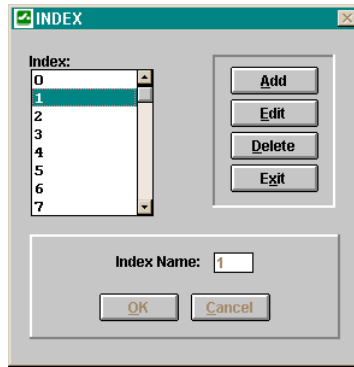 INDEX
Index:
0
1
2
3
4
5
6
7
Add
Edit
Delete
Exit
Index Name: 1
OK Cancel